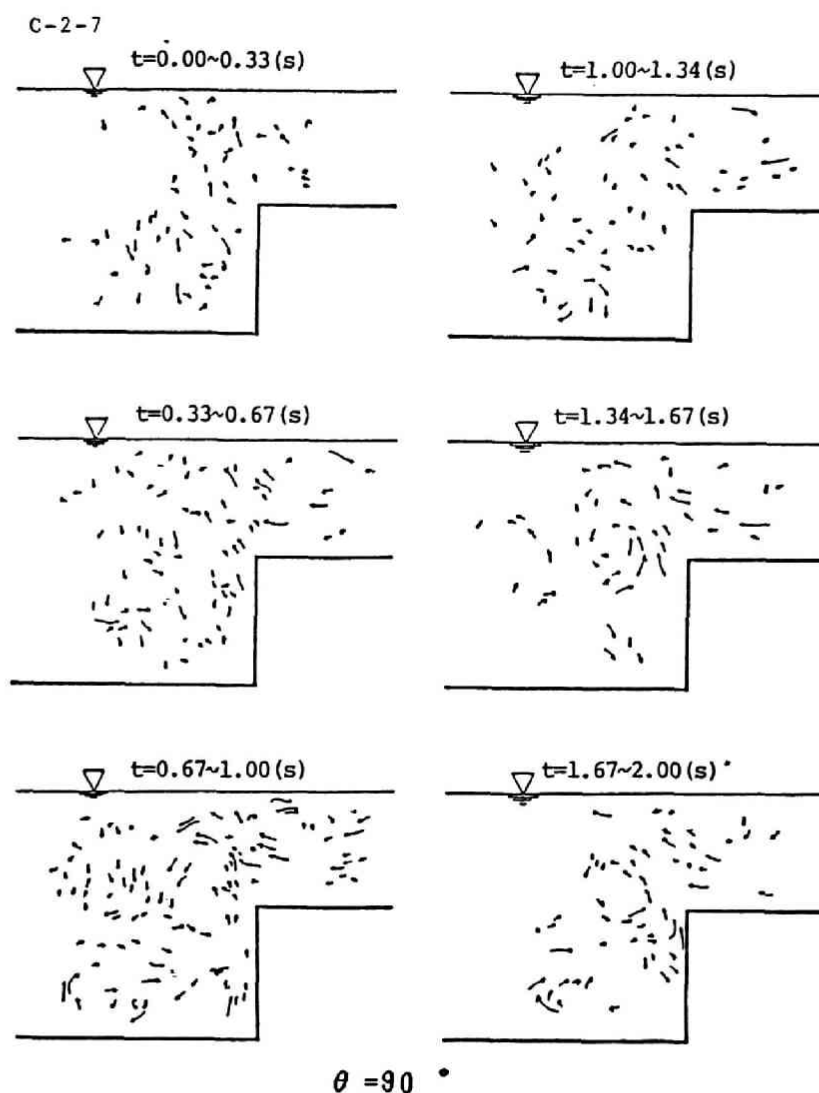 C-2-7
t=0.00~0.33(s)
t=1.00~1.34(s)
t=0.33~0.67(s)
t=1.34~1.67(s)
t=0.67~1.00(s)
t=1.67~2.00(s)
θ =90 °